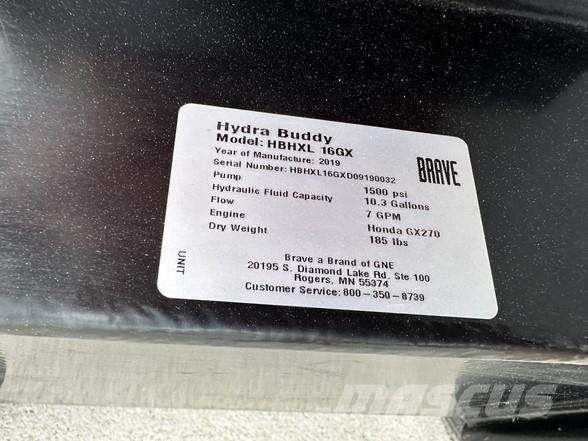 Hydra Buddy
Model: HBHXL 16GX
BRAVE
Year of Manufacture: 2019
Serial Number: HBHXL16GXD09190032
Pump 1500 psi
Hydraulic Fluid Capacity 10.3 Gallons
Flow 7 GPM
Engine Honda GX270
Dry Weight 185 lbs
UNIT
Brave a Brand of GNE
20195 S. Diamond Lake Rd. Ste 100
Rogers, MN 55374
Customer Service: 800-350-8739
MASCUS